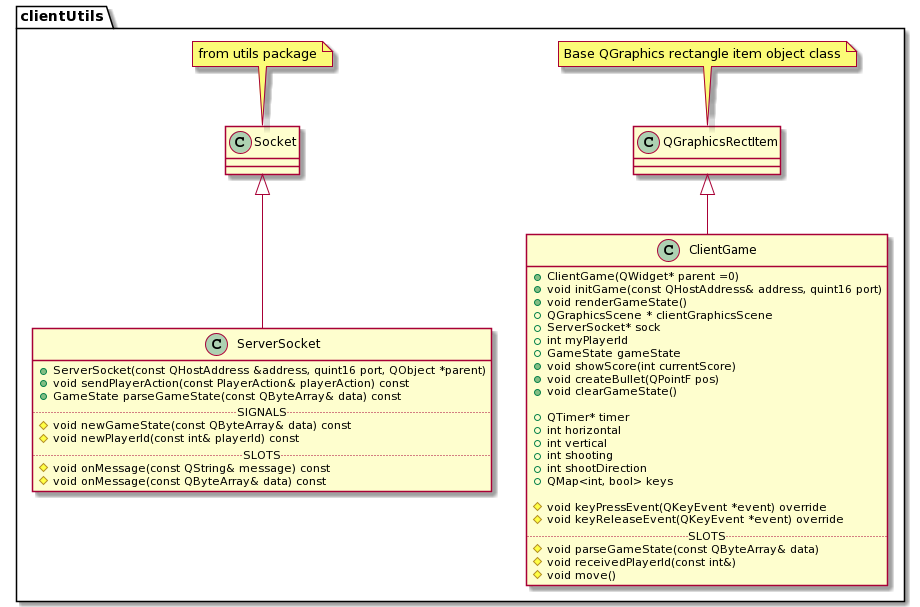 clientUtils
from utils package
Base QGraphics rectangle item object class
C Socket
C QGraphicsRectItem
C ServerSocket
ServerSocket(const QHostAddress &address, quint16 port, QObject *parent)
void sendPlayerAction(const PlayerAction& playerAction) const
GameState parseGameState(const QByteArray& data) const
SIGNALS
void newGameState(const QByteArray& data) const
void newPlayerId(const int& playerId) const
SLOTS
void onMessage(const QString& message) const
void onMessage(const QByteArray& data) const
C ClientGame
ClientGame(QWidget* parent =0)
void initGame(const QHostAddress& address, quint16 port)
void renderGameState()
QGraphicsScene * clientGraphicsScene
ServerSocket* sock
int myPlayerId
GameState gameState
void showScore(int currentScore)
void createBullet(QPointF pos)
void clearGameState()
QTimer* timer
int horizontal
int vertical
int shooting
int shootDirection
QMap<int, bool> keys
void keyPressEvent(QKeyEvent *event) override
void keyReleaseEvent(QKeyEvent *event) override
SLOTS
void parseGameState(const QByteArray& data)
void receivedPlayerId(const int&)
void move()